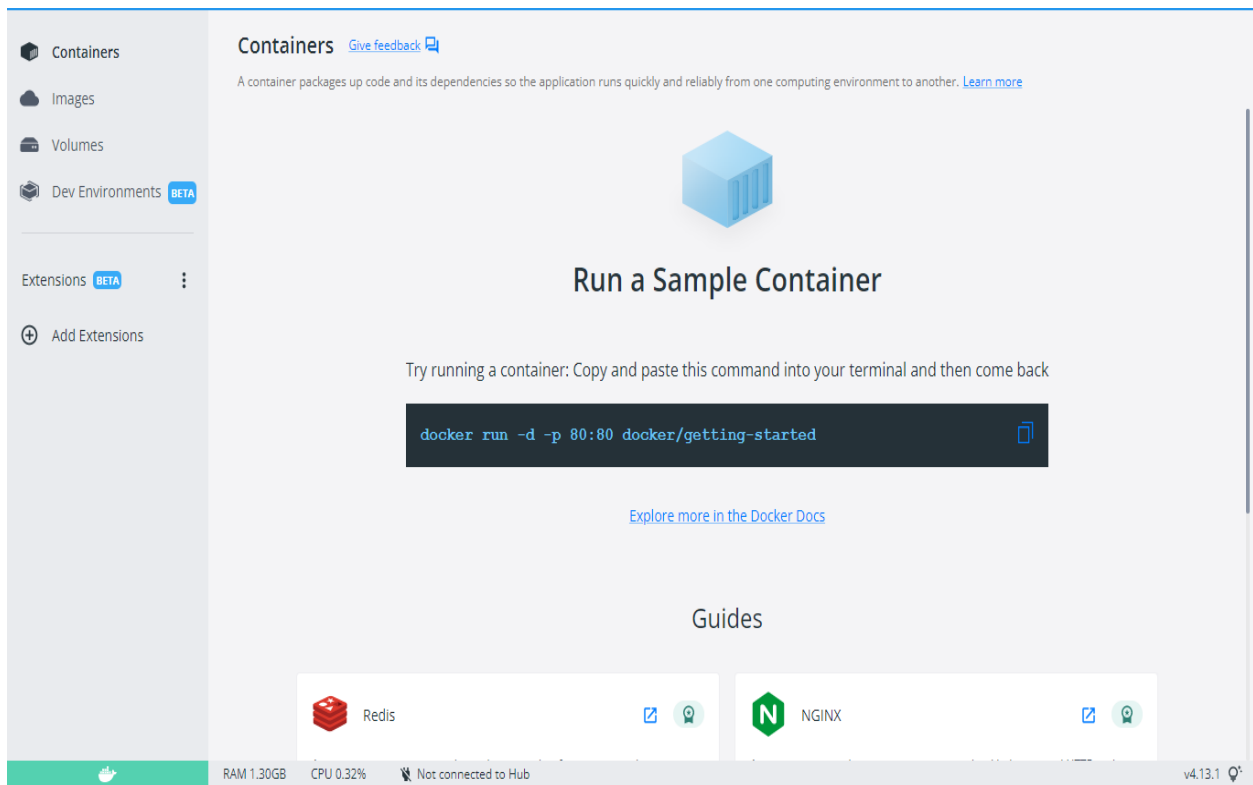 Containers
Images
Volumes
Dev Environments BETA
Extensions BETA
Add Extensions
Containers Give feedback
A container packages up code and its dependencies so the application runs quickly and reliably from one computing environment to another. Learn more
Run a Sample Container
Try running a container: Copy and paste this command into your terminal and then come back
docker run -d -p 80:80 docker/getting-started
Explore more in the Docker Docs
Guides
Redis
NGINX
RAM 1.30GB CPU 0.32% Not connected to Hub v4.13.1